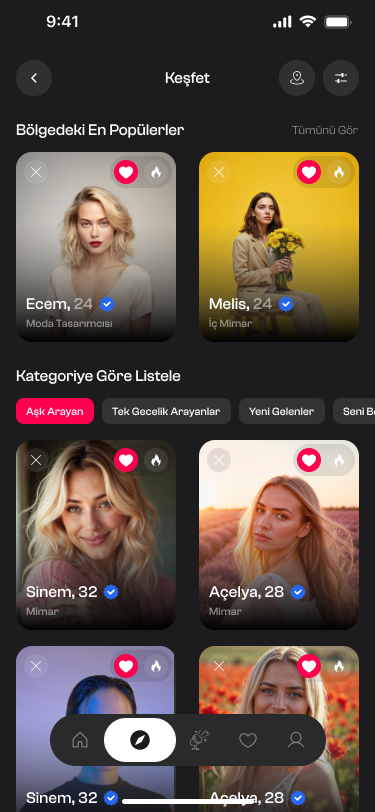 9:41
Keşfet
Bölgedeki En Popülerler
Tümünü Gör
Ecem, 24
Moda Tasarımcısı
Melis, 24
İç Mimar
Kategoriye Göre Listele
Aşk Arayan
Tek Gecelik Arayanlar
Yeni Gelenler
Seni B
Sinem, 32
Mimar
Açelya, 28
Mimar
Sinem, 32
Açelya, 28